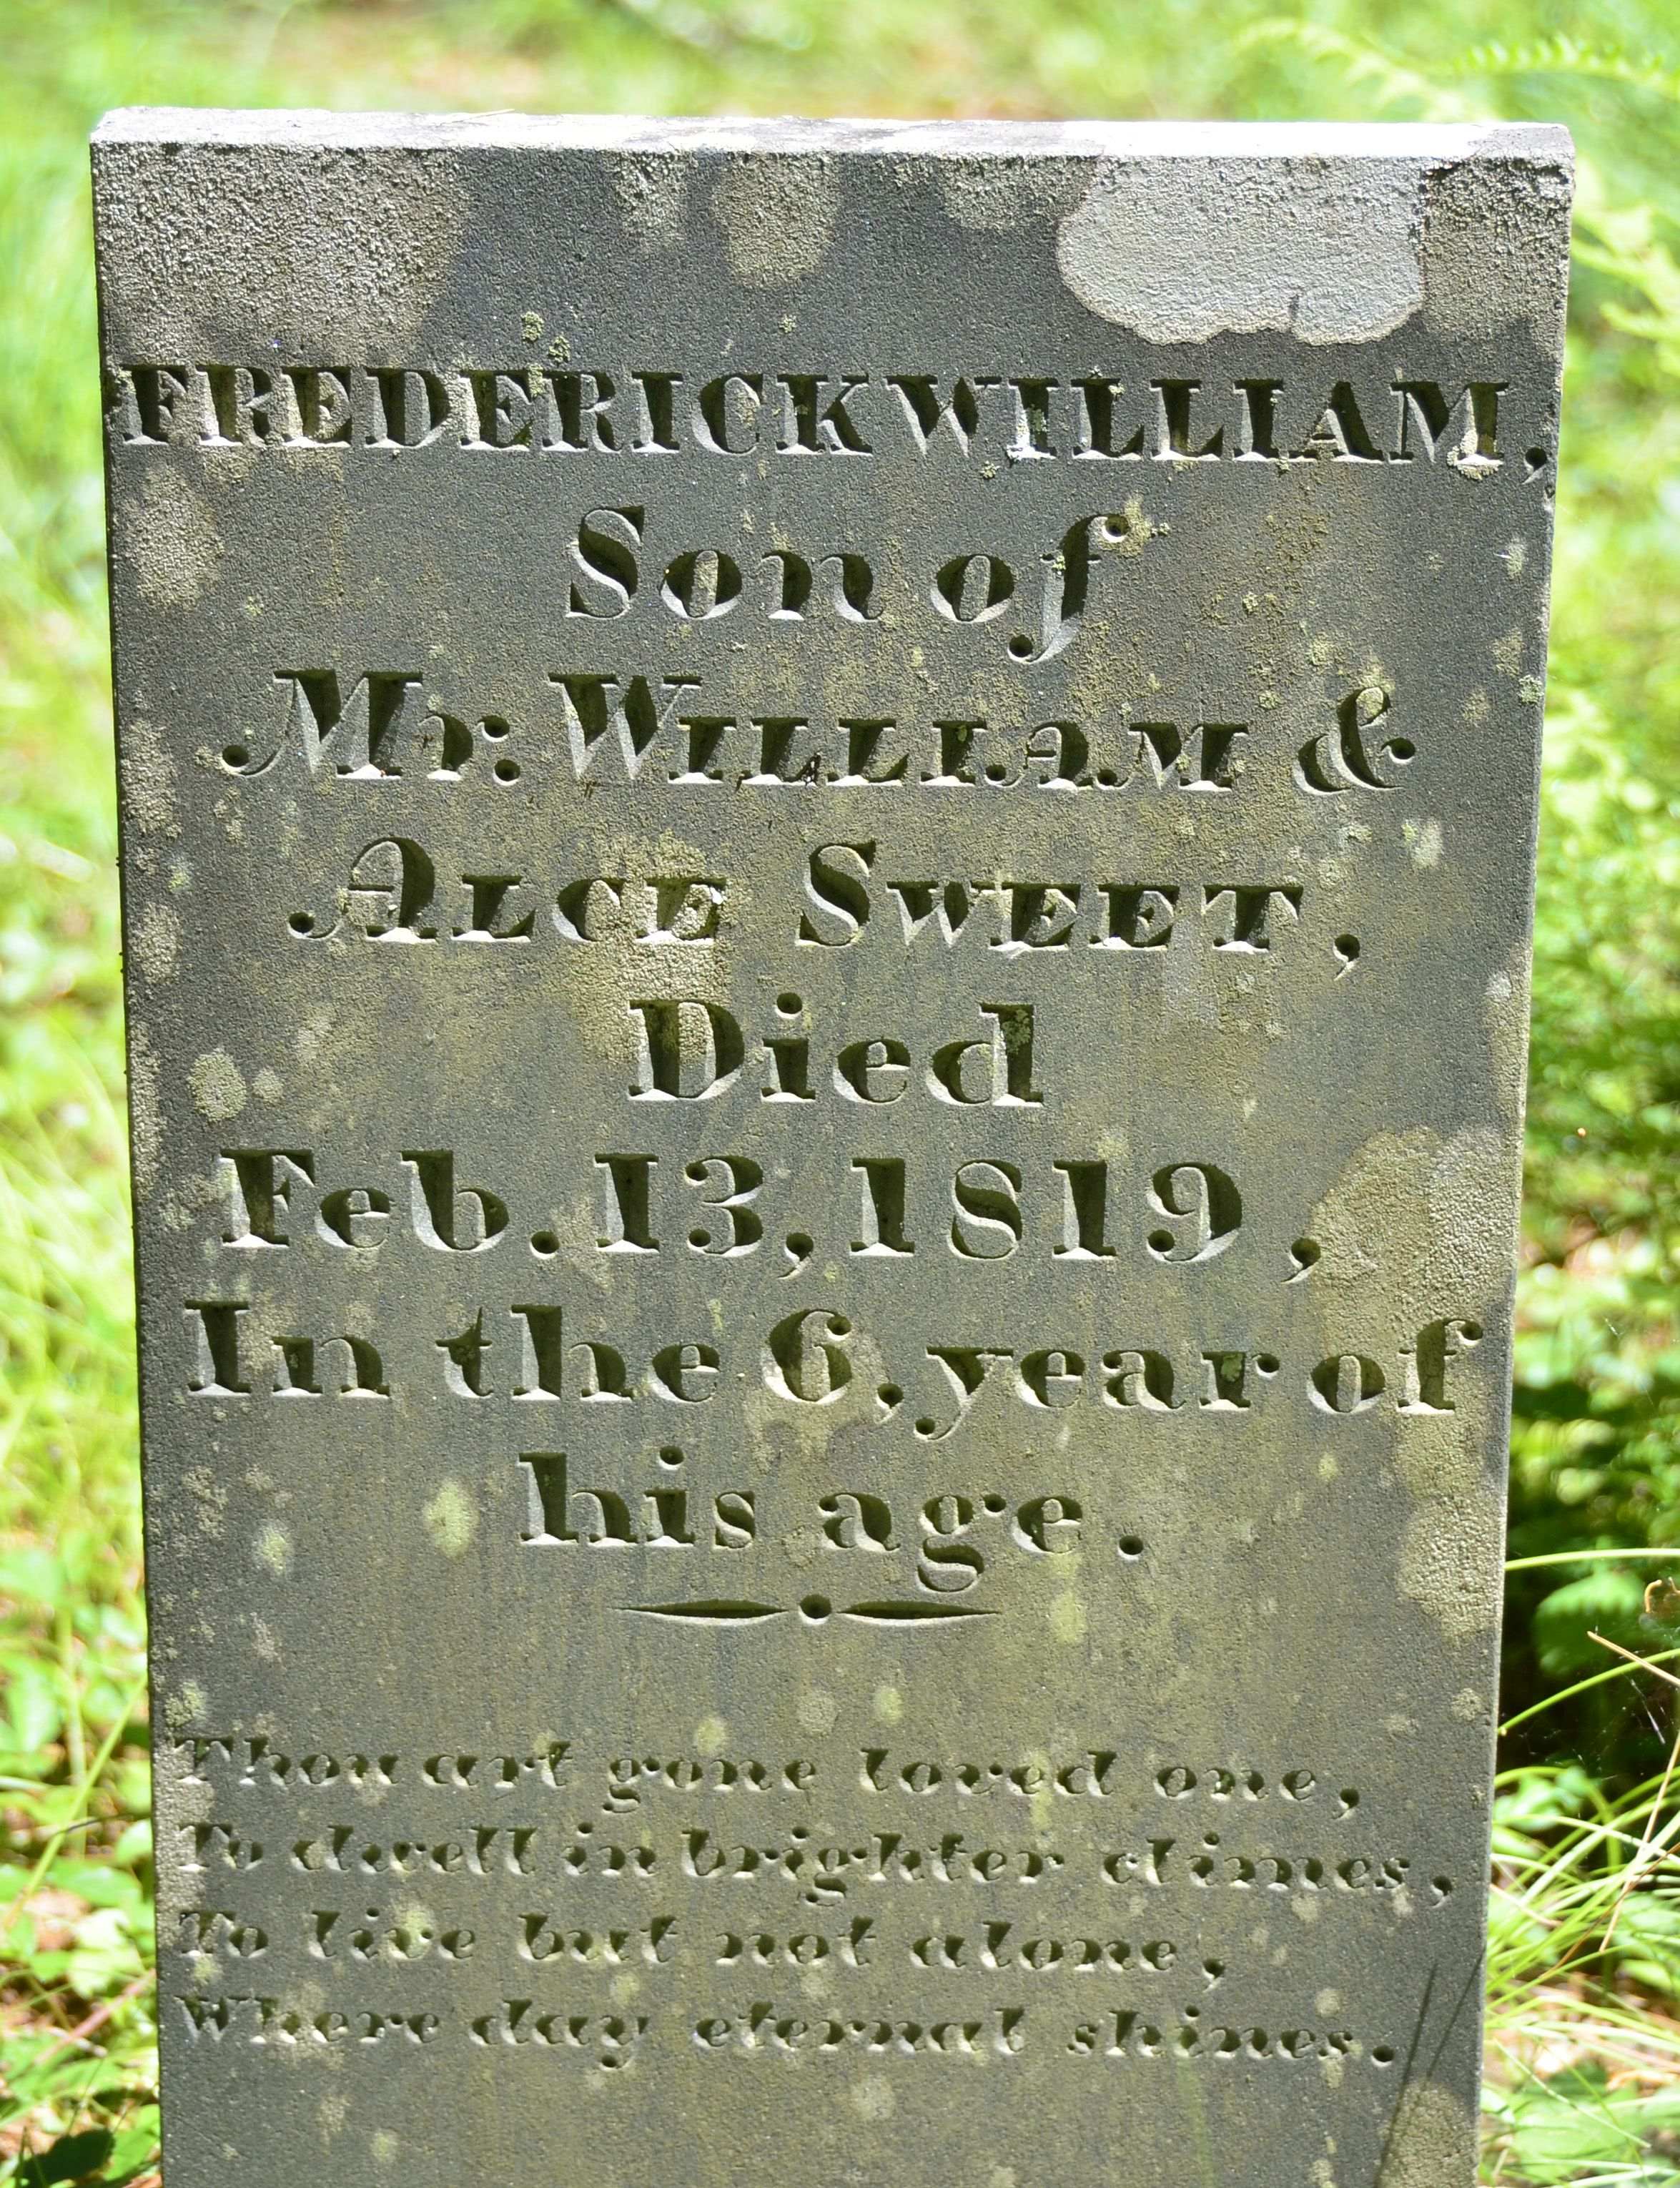 FREDERICK WILLIAM,
Son of
Mr. WILLIAM &
ALCE SWEET,
Died
Feb. 13, 1819,
In the 6, year of
his age.
Thou art gone loved one,
To dwell in brighter climes,
To live but not alone,
Where day eternal shines.